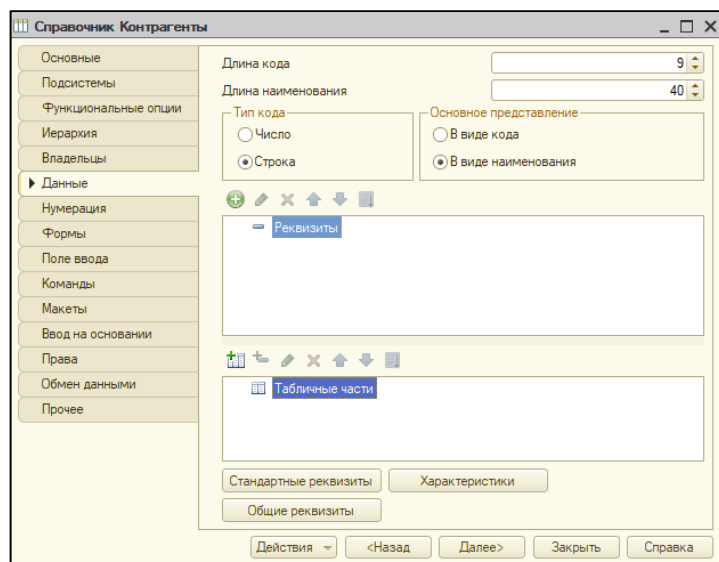 Справочник Контрагенты
Основные
Подсистемы
Функциональные опции
Иерархия
Владельцы
Данные
Нумерация
Формы
Поле ввода
Команды
Макеты
Ввод на основании
Права
Обмен данными
Прочее
Длина кода 9
Длина наименования 40
Тип кода Основное представление
Число В виде кода
Строка В виде наименования
Реквизиты
Табличные части
Стандартные реквизиты Характеристики
Общие реквизиты
Действия <Назад Далее> Закрыть Справка